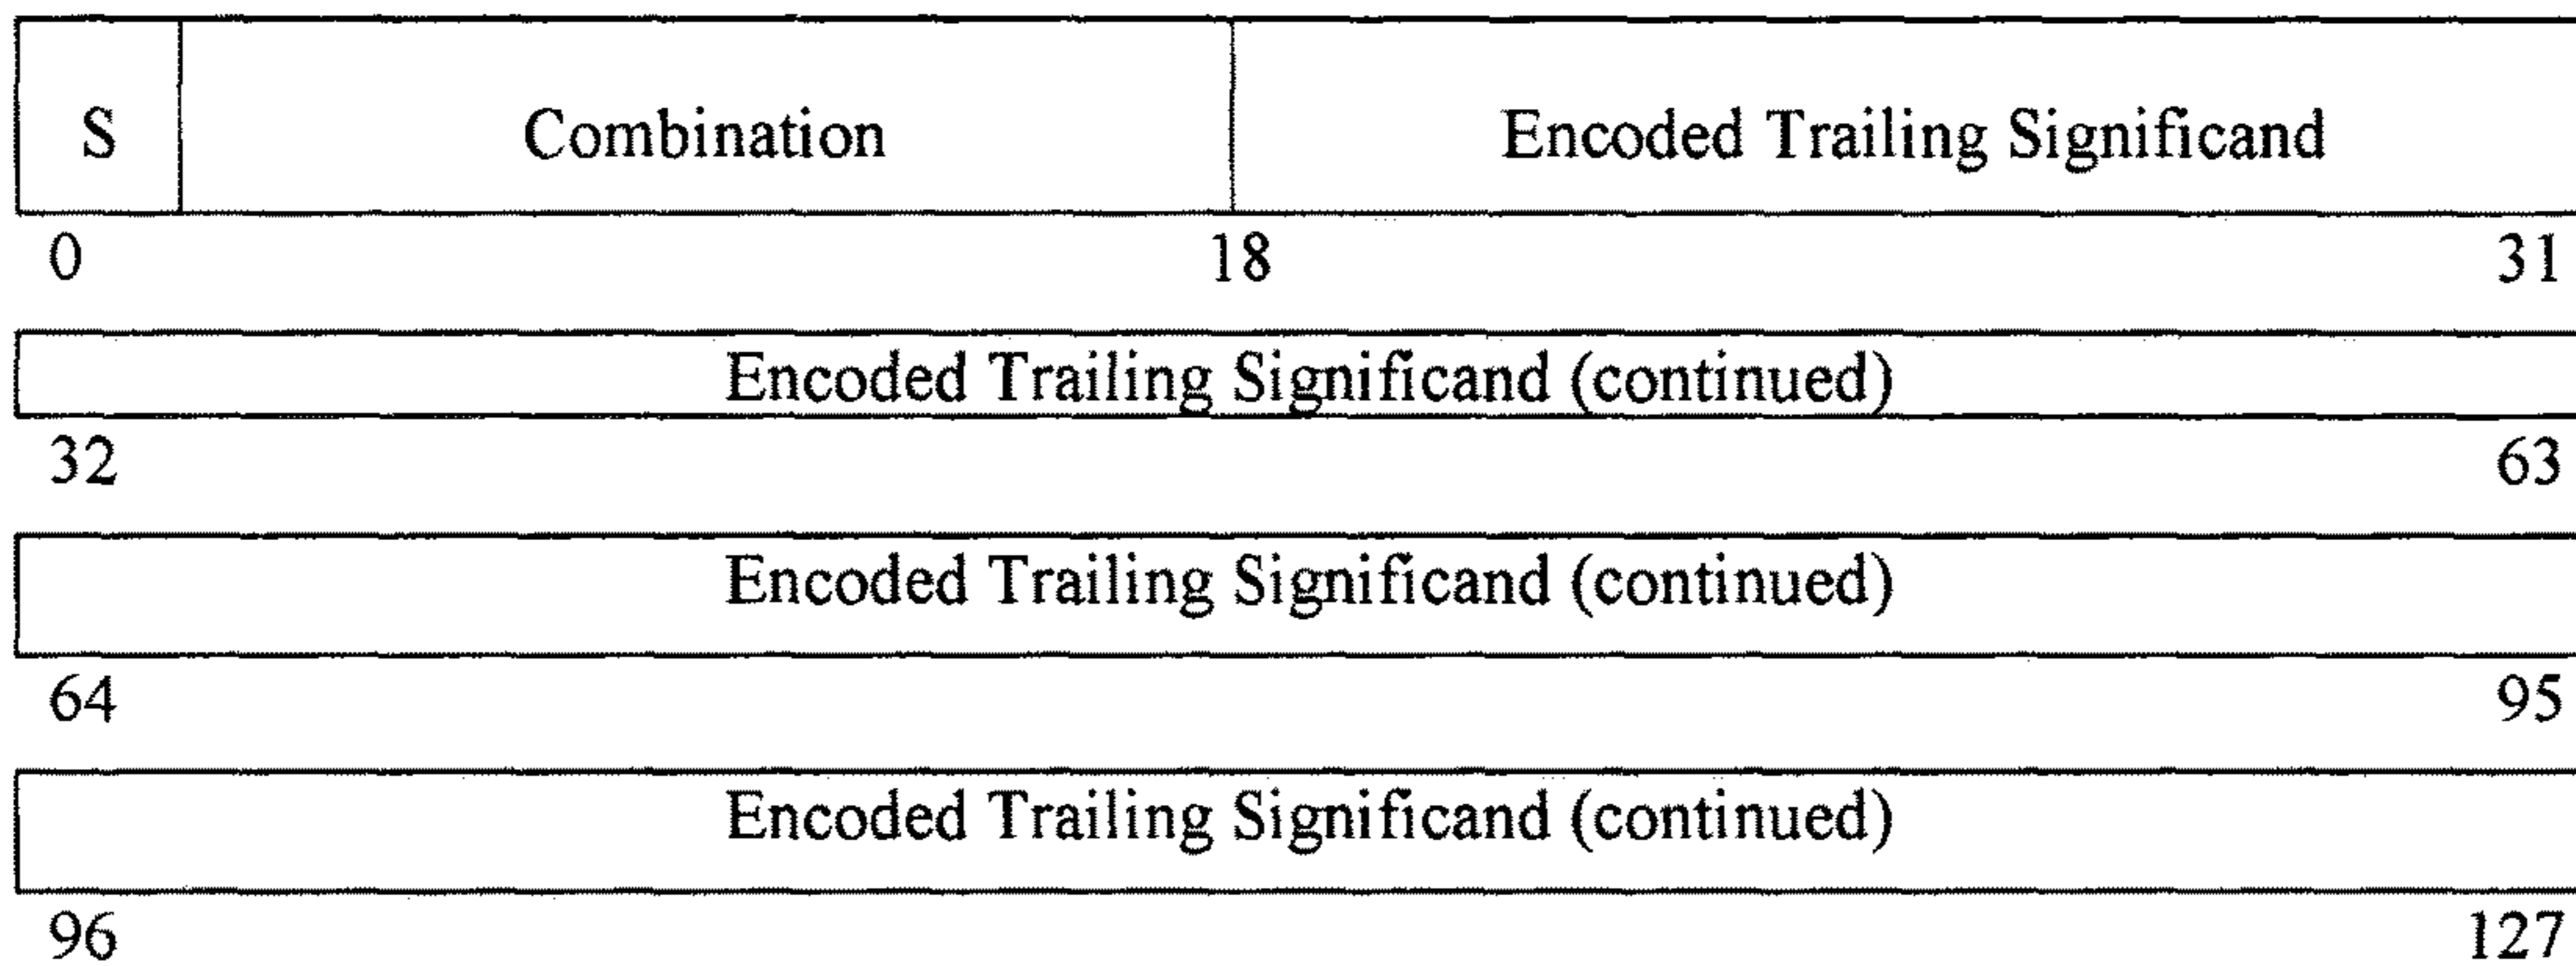 S Combination Encoded Trailing Significand
0 18 31
Encoded Trailing Significand (continued)
32 63
Encoded Trailing Significand (continued)
64 95
Encoded Trailing Significand (continued)
96 127